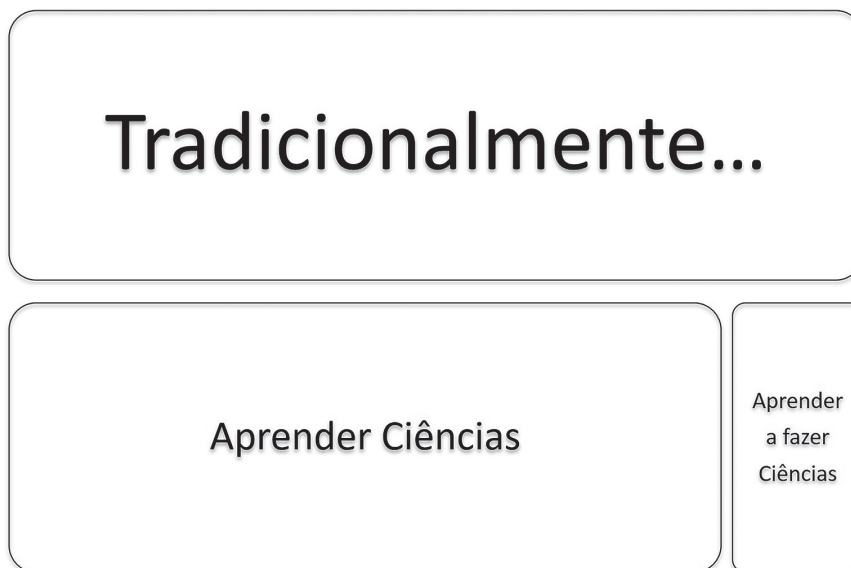 Tradicionalmente...
Aprender Ciências
Aprender
a fazer
Ciências